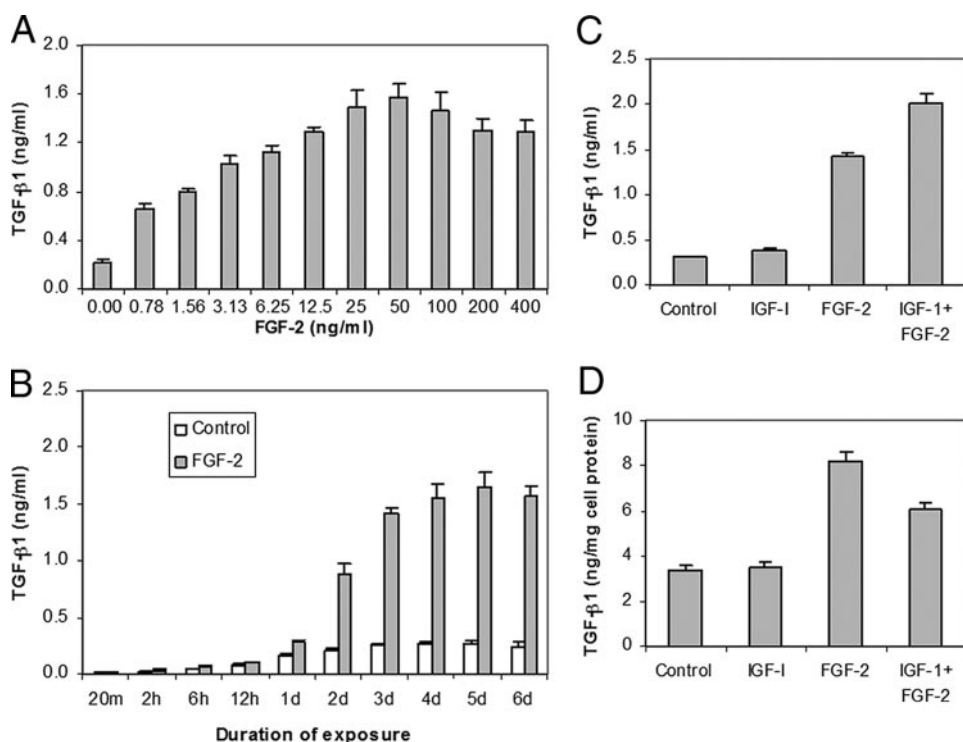 A
TGF-β1 (ng/ml)
2.0
1.6
1.2
0.8
0.4
0.0
0.00 0.78 1.56 3.13 6.25 12.5 25 50 100 200 400
FGF-2 (ng/ml)
B
TGF-β1 (ng/ml)
2.5
2.0
1.5
1.0
0.5
0.0
Control
FGF-2
20m 2h 6h 12h 1d 2d 3d 4d 5d 6d
Duration of exposure
C
TGF-β1 (ng/ml)
2.5
2.0
1.5
1.0
0.5
0.0
Control IGF-I FGF-2 IGF-1+
FGF-2
D
TGF-β1 (ng/mg cell protein)
10
8
6
4
2
0
Control IGF-I FGF-2 IGF-1+
FGF-2